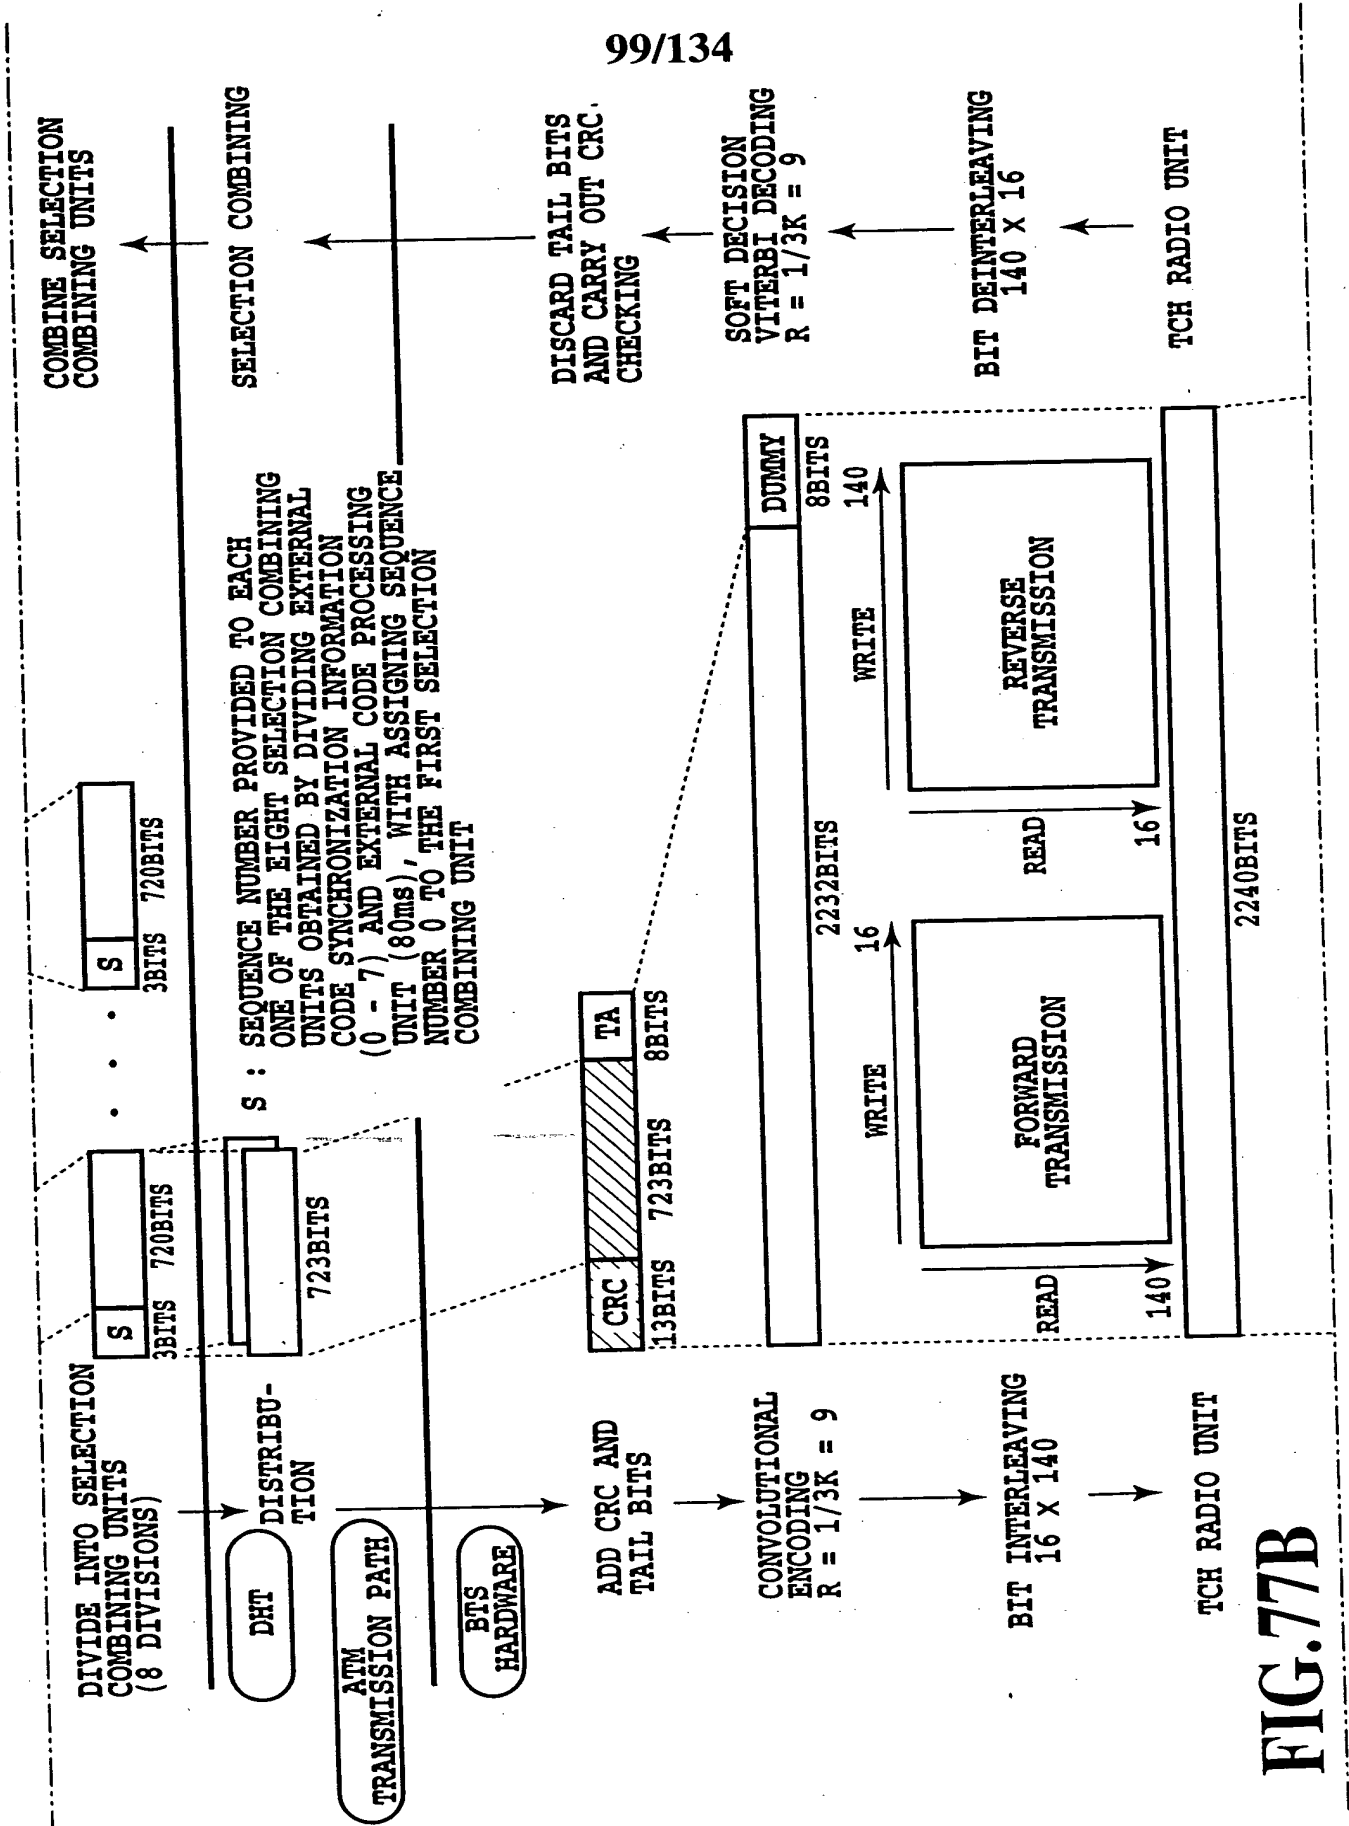 99/134
DIVIDE INTO SELECTION
COMBINING UNITS
(8 DIVISIONS)
S
3BITS 720BITS
S
3BITS 720BITS
COMBINE SELECTION
COMBINING UNITS
DHT
DISTRIBU-
TION
723BITS
S : SEQUENCE NUMBER PROVIDED TO EACH
ONE OF THE EIGHT SELECTION COMBINING
UNITS OBTAINED BY DIVIDING EXTERNAL
CODE SYNCHRONIZATION INFORMATION
(0 - 7) AND EXTERNAL CODE PROCESSING
UNIT (80ms), WITH ASSIGNING SEQUENCE
NUMBER 0 TO THE FIRST SELECTION
COMBINING UNIT
SELECTION COMBINING
ATM
TRANSMISSION PATH
BTS
HARDWARE
ADD CRC AND
TAIL BITS
CRC
TA
13BITS 723BITS 8BITS
DISCARD TAIL BITS
AND CARRY OUT CRC.
CHECKING
CONVOLUTIONAL
ENCODING
R = 1/3K = 9
DUMMY
2232BITS
8BITS
SOFT DECISION
VITERBI DECODING
R = 1/3K = 9
BIT INTERLEAVING
16 X 140
WRITE
16
READ
140
FORWARD
TRANSMISSION
WRITE
140
READ
16
REVERSE
TRANSMISSION
BIT DEINTERLEAVING
140 X 16
TCH RADIO UNIT
2240BITS
TCH RADIO UNIT
FIG.77B